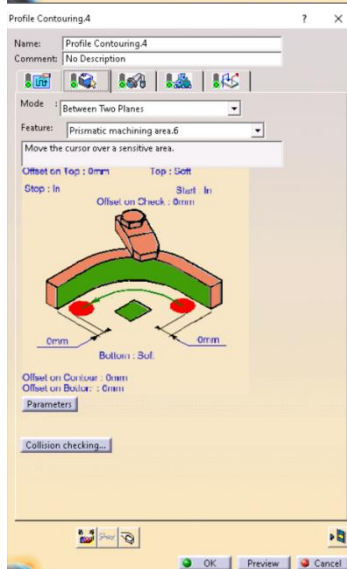 Profile Contouring.4 ? ×
Name: Profile Contouring.4
Comment: No Description
Mode : Between Two Planes
Feature: Prismatic machining area.6
Move the cursor over a sensitive area.
Offset on Top : 0mm Top : Soft
Stop : In Start : In
Offset on Check : 0mm
0mm 0mm
Bottom : Sof.
Offset on Contour : 0mm
Offset on Bottom : 0mm
Parameters
Collision checking...
OK Preview Cancel